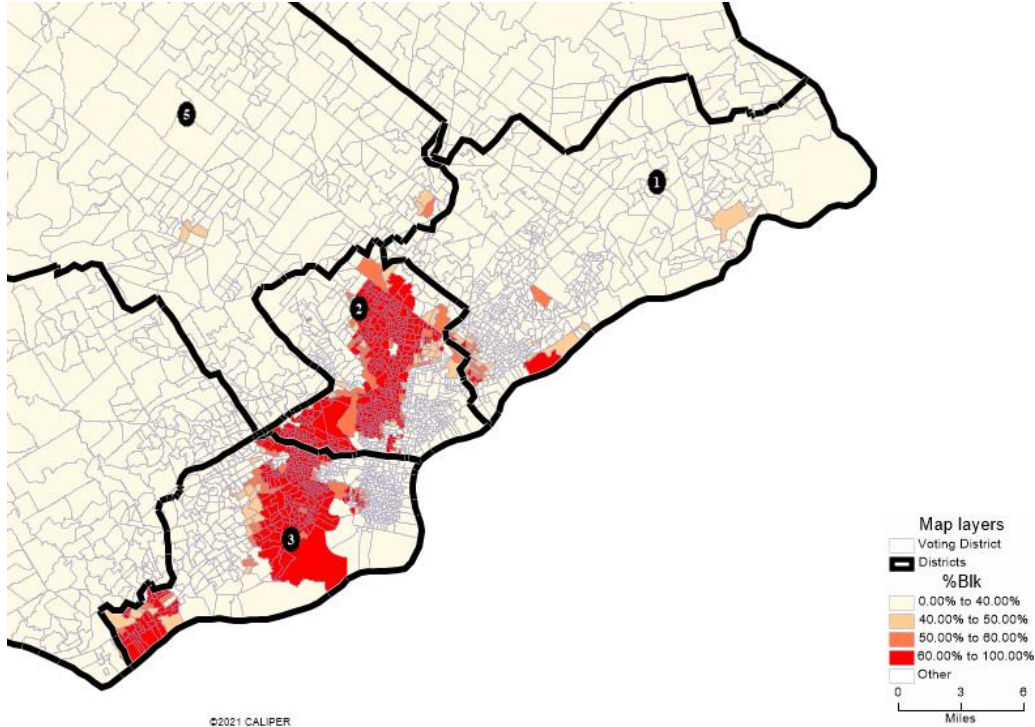 5
1
2
3
Map layers
Voting District
Districts
%Blk
0.00% to 40.00%
40.00% to 50.00%
50.00% to 60.00%
60.00% to 100.00%
Other
0 3 6
Miles
©2021 CALIPER